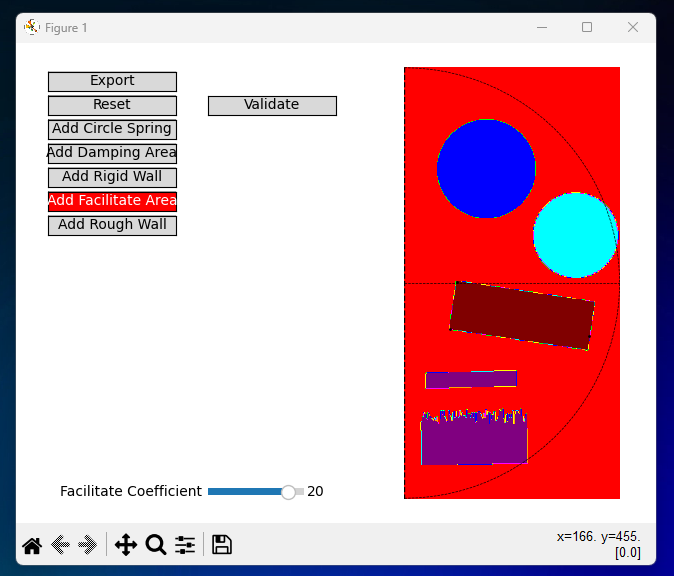 Figure 1
Export
Reset
Validate
Add Circle Spring
Add Damping Area
Add Rigid Wall
Add Facilitate Area
Add Rough Wall
Facilitate Coefficient 20
x=166. y=455.
[0.0]